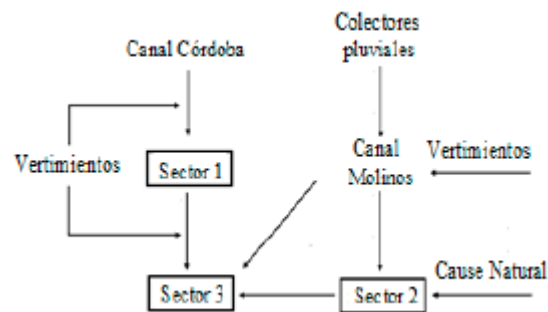 Colectores
pluviales
Canal Córdoba
Canal
Molinos
Vertimientos
Vertimientos
Sector 1
Cause Natural
Sector 3
Sector 2